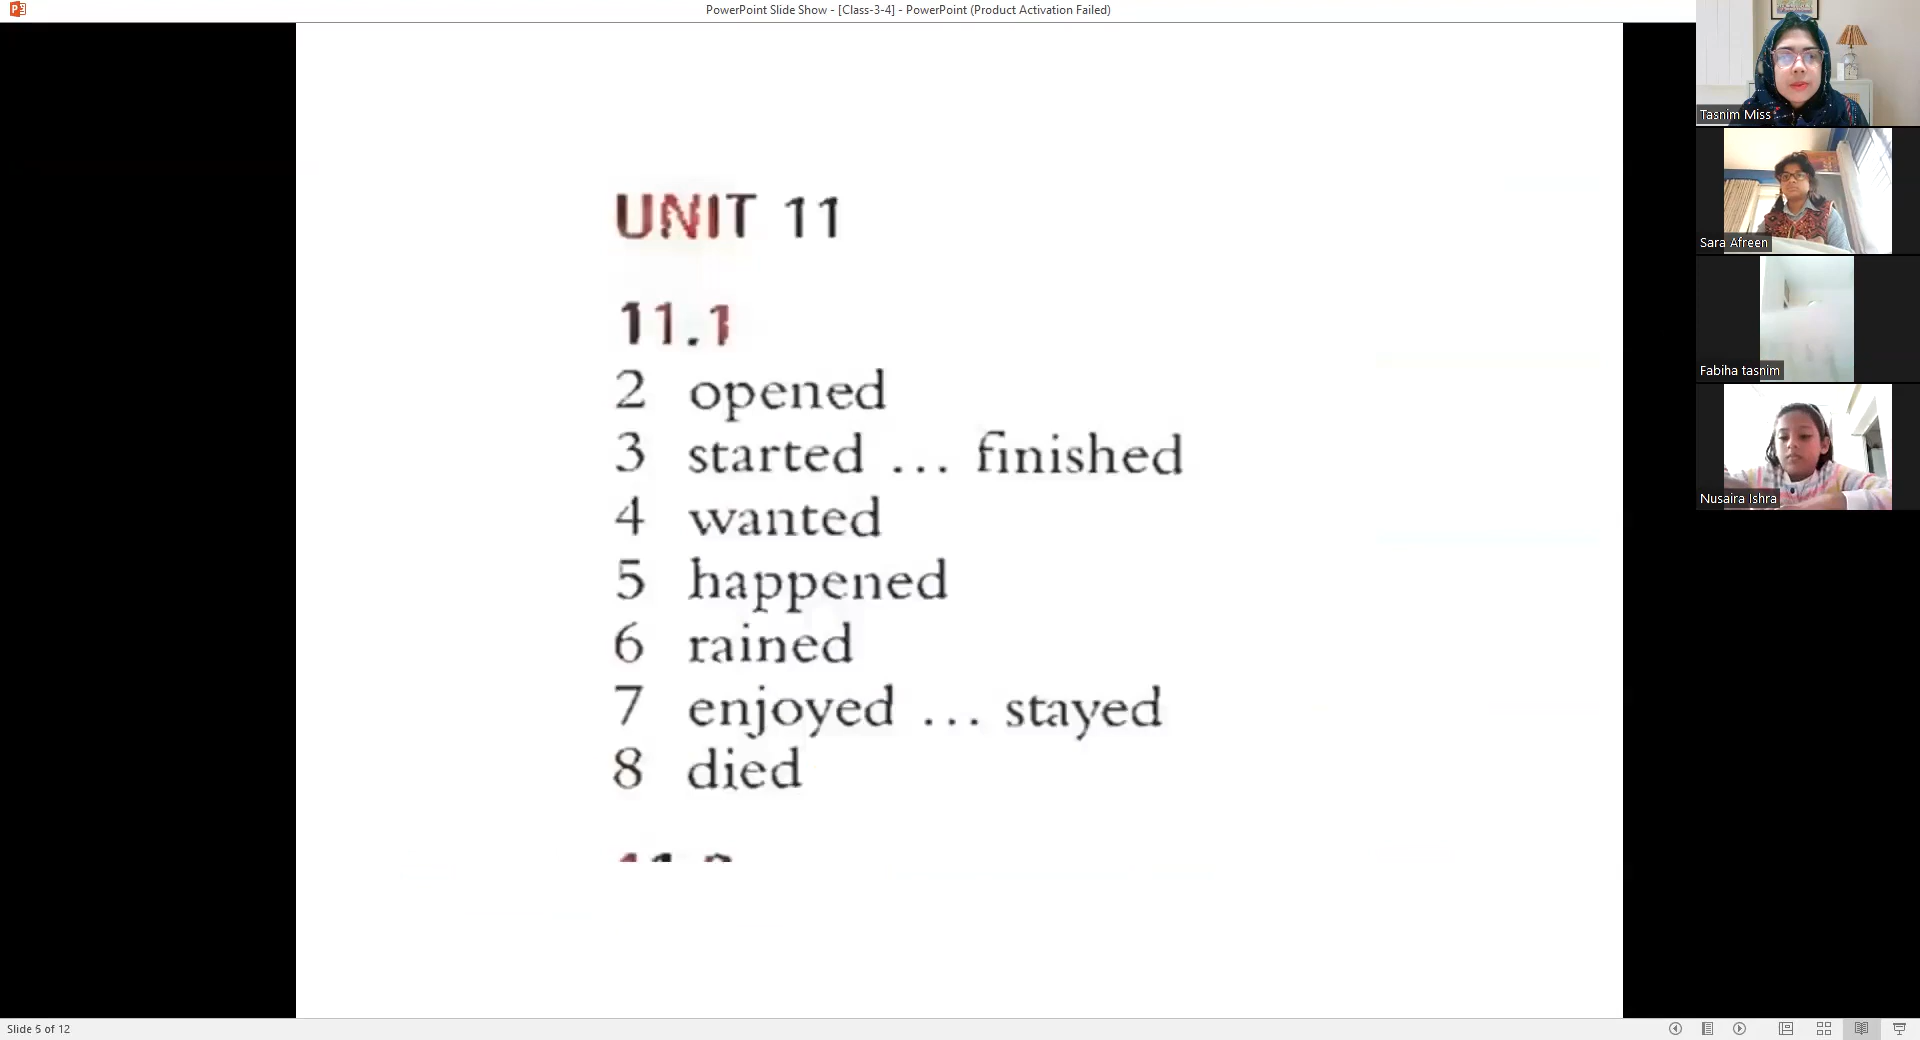 PowerPoint Slide Show - [Class-3-4] - PowerPoint (Product Activation Failed)
Tasnim Miss
Sara Afreen
Fabiha tasnim
Nusaira Ishra
UNIT 11
11.1
2 opened
3 started ... finished
4 wanted
5 happened
6 rained
7 enjoyed ... stayed
8 died
Slide 5 of 12